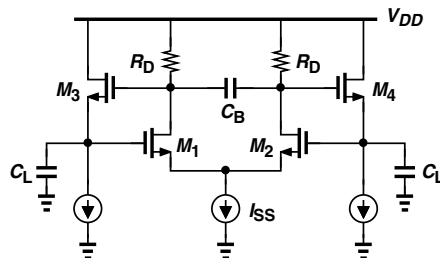 V_DD
R_D R_D
M_3 M_4
C_B
M_1 M_2
C_L C_L
I_SS